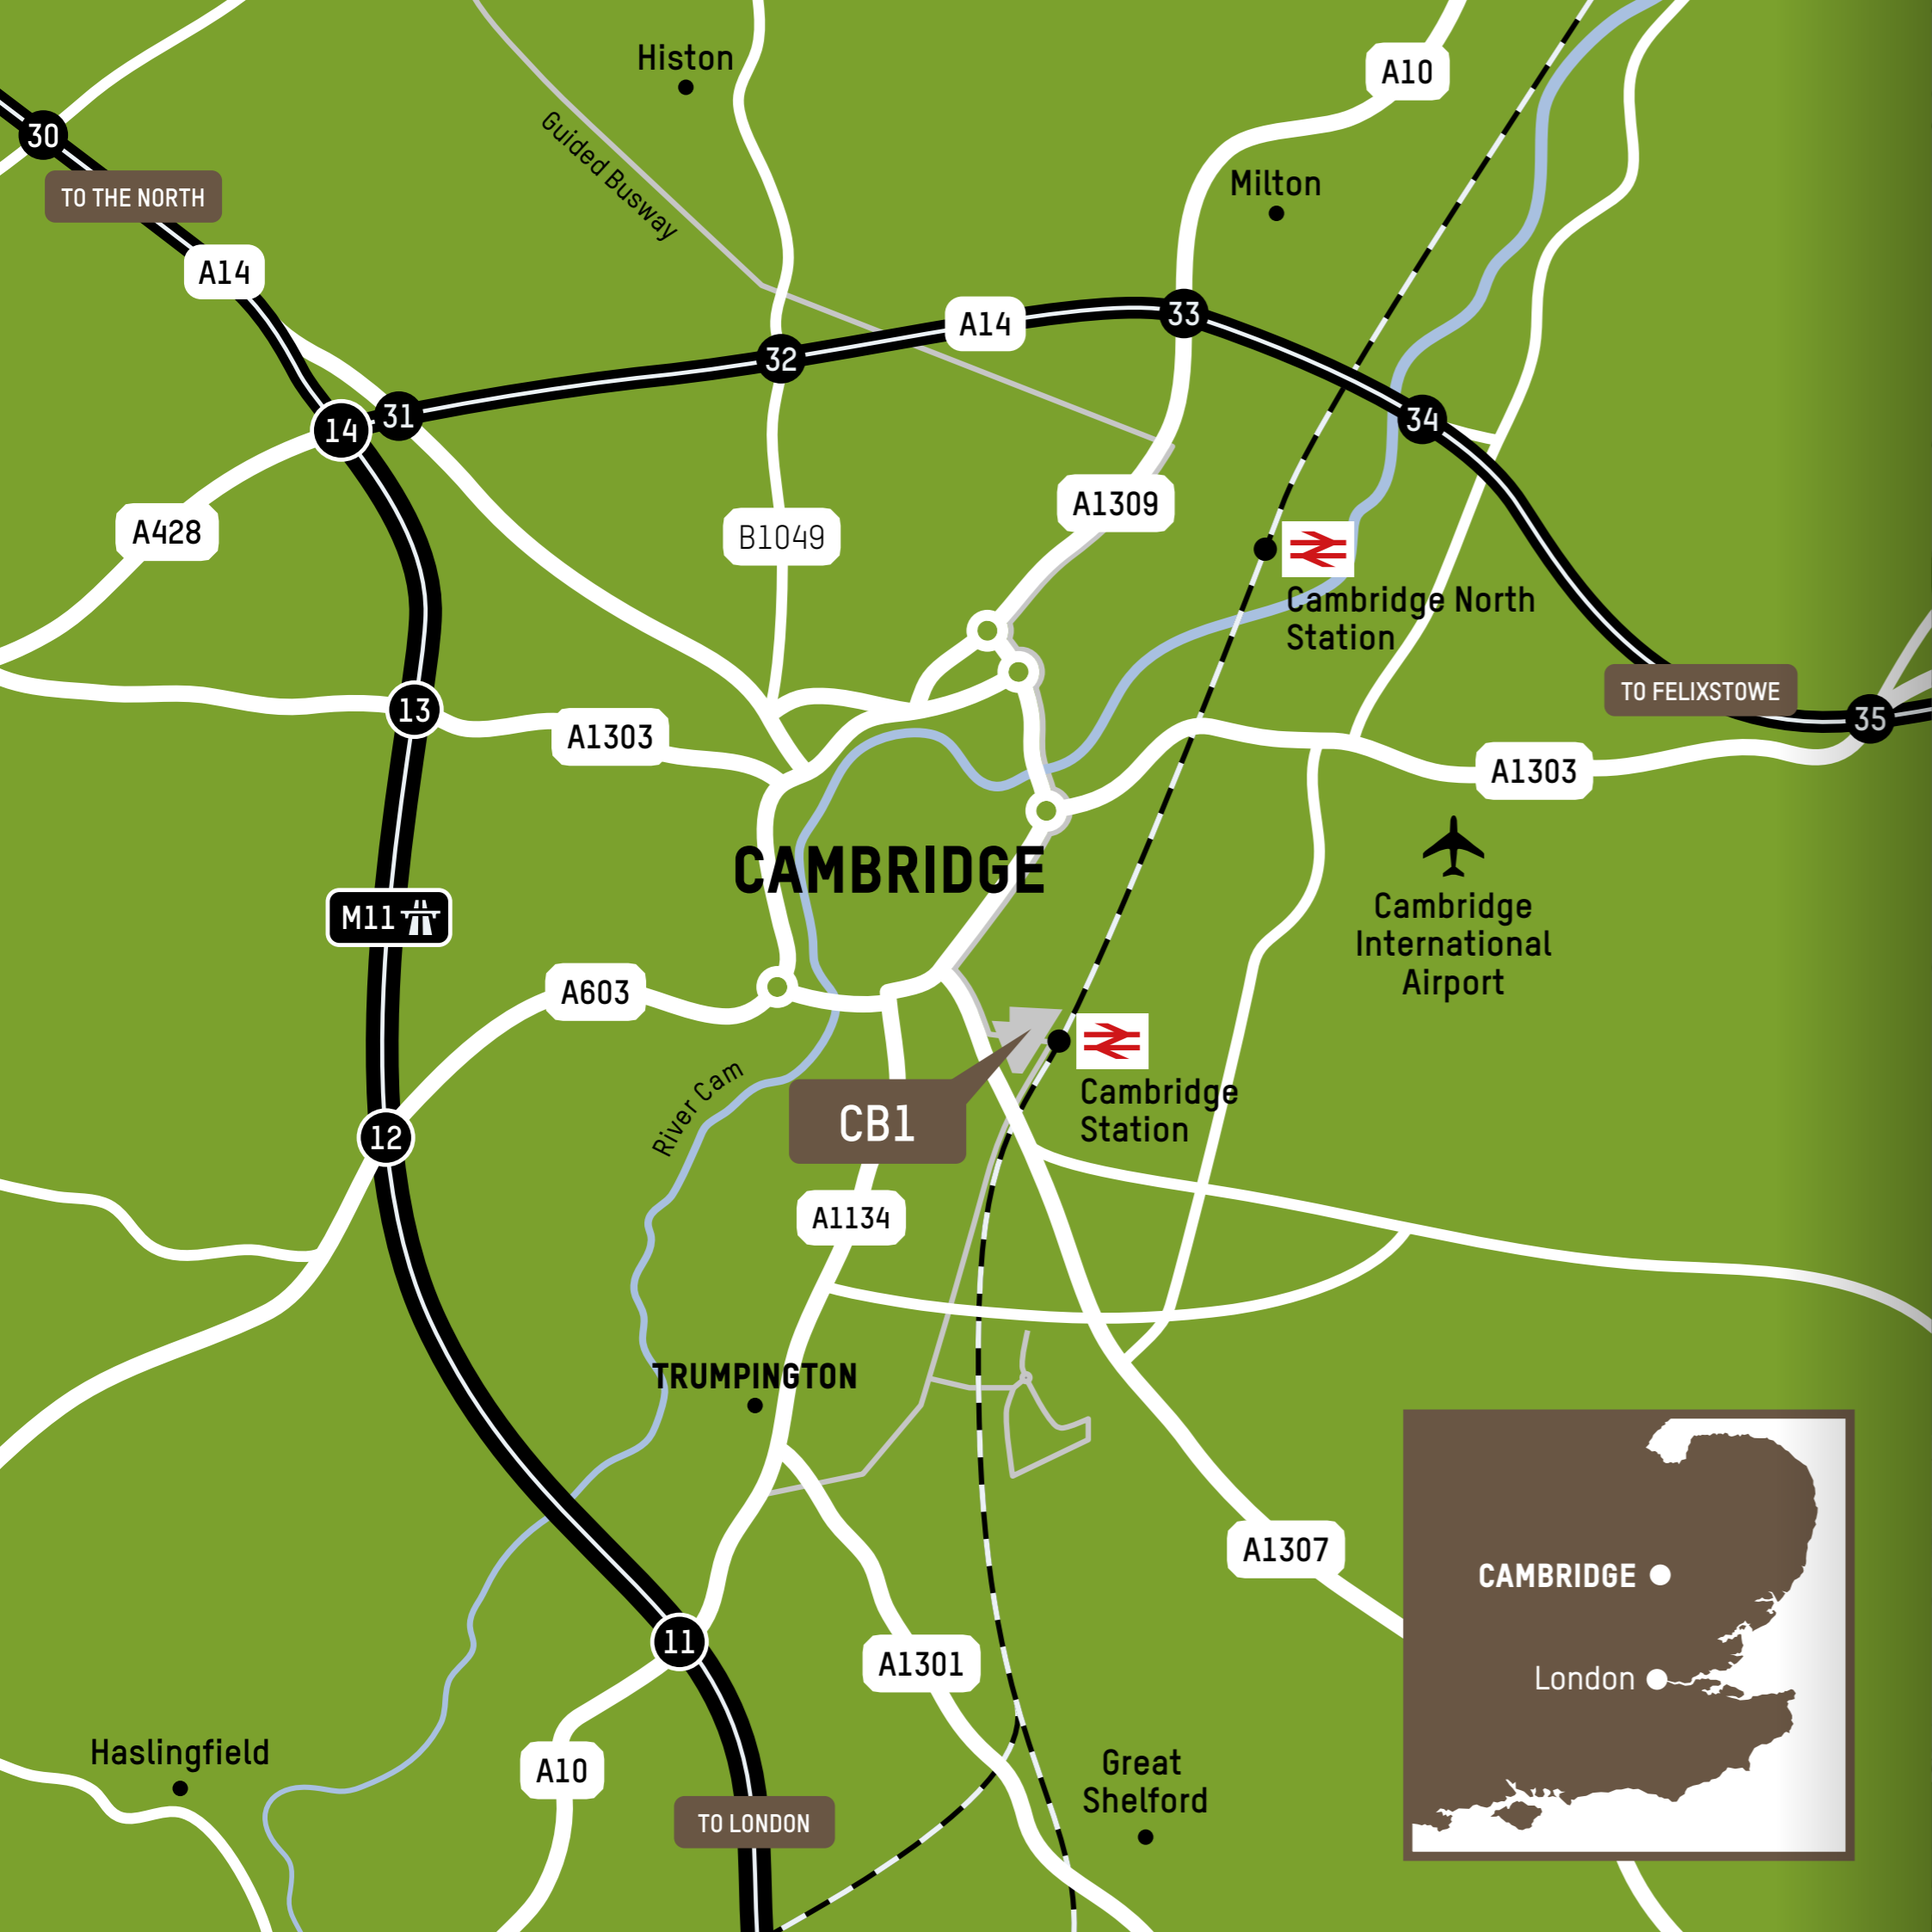 Histon
A10
30
Guided Busway
Milton
TO THE NORTH
A14
33
A14
32
31
14
34
A1309
A428
B1049
Cambridge North
Station
TO FELIXSTOWE
13
35
A1303
A1303
CAMBRIDGE
M11
Cambridge
International
Airport
A603
River Cam
Cambridge
Station
CB1
12
A1134
TRUMPINGTON
A1307
CAMBRIDGE
11
A1301
London
Haslingfield
A10
Great
Shelford
TO LONDON